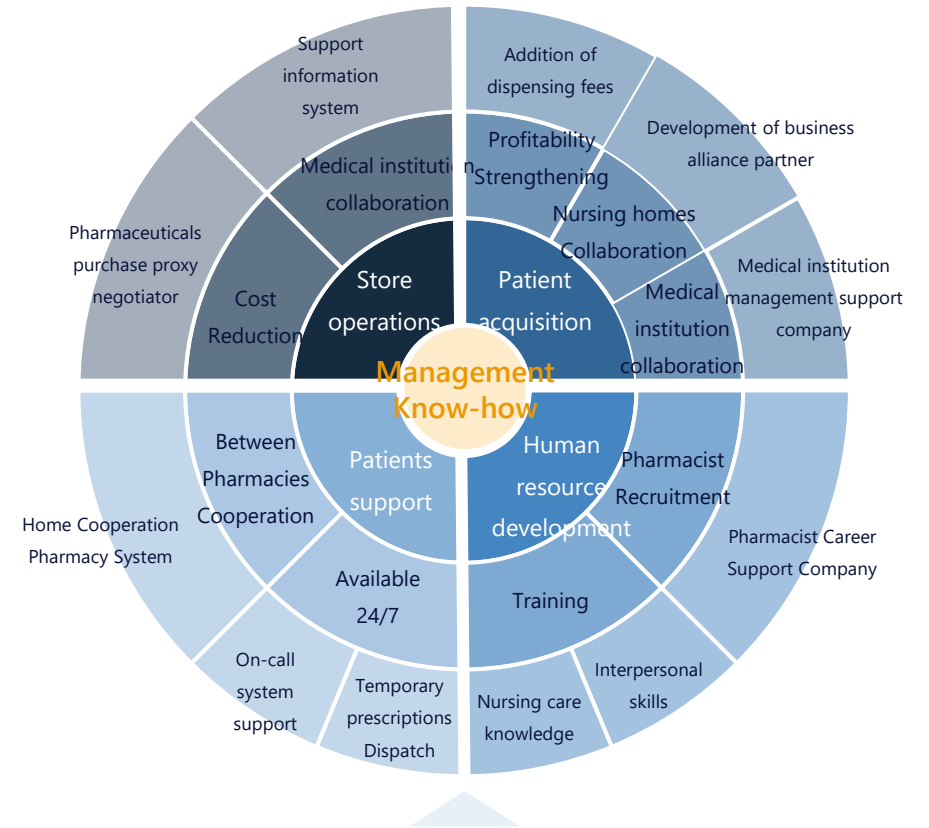 Support
information
system
Addition of
dispensing fees
Development of business
alliance partner
Medical institution
collaboration
Profitability
Strengthening
Nursing homes
Collaboration
Pharmaceuticals
purchase proxy
negotiator
Cost
Reduction
Store
operations
Patient
acquisition
Medical
institution
collaboration
Medical institution
management support
company
Management
Know-how
Between
Pharmacies
Cooperation
Patients
support
Human
resource
development
Pharmacist
Recruitment
Home Cooperation
Pharmacy System
Pharmacist Career
Support Company
Available
24/7
Training
On-call
system
support
Temporary
prescriptions
Dispatch
Nursing care
knowledge
Interpersonal
skills